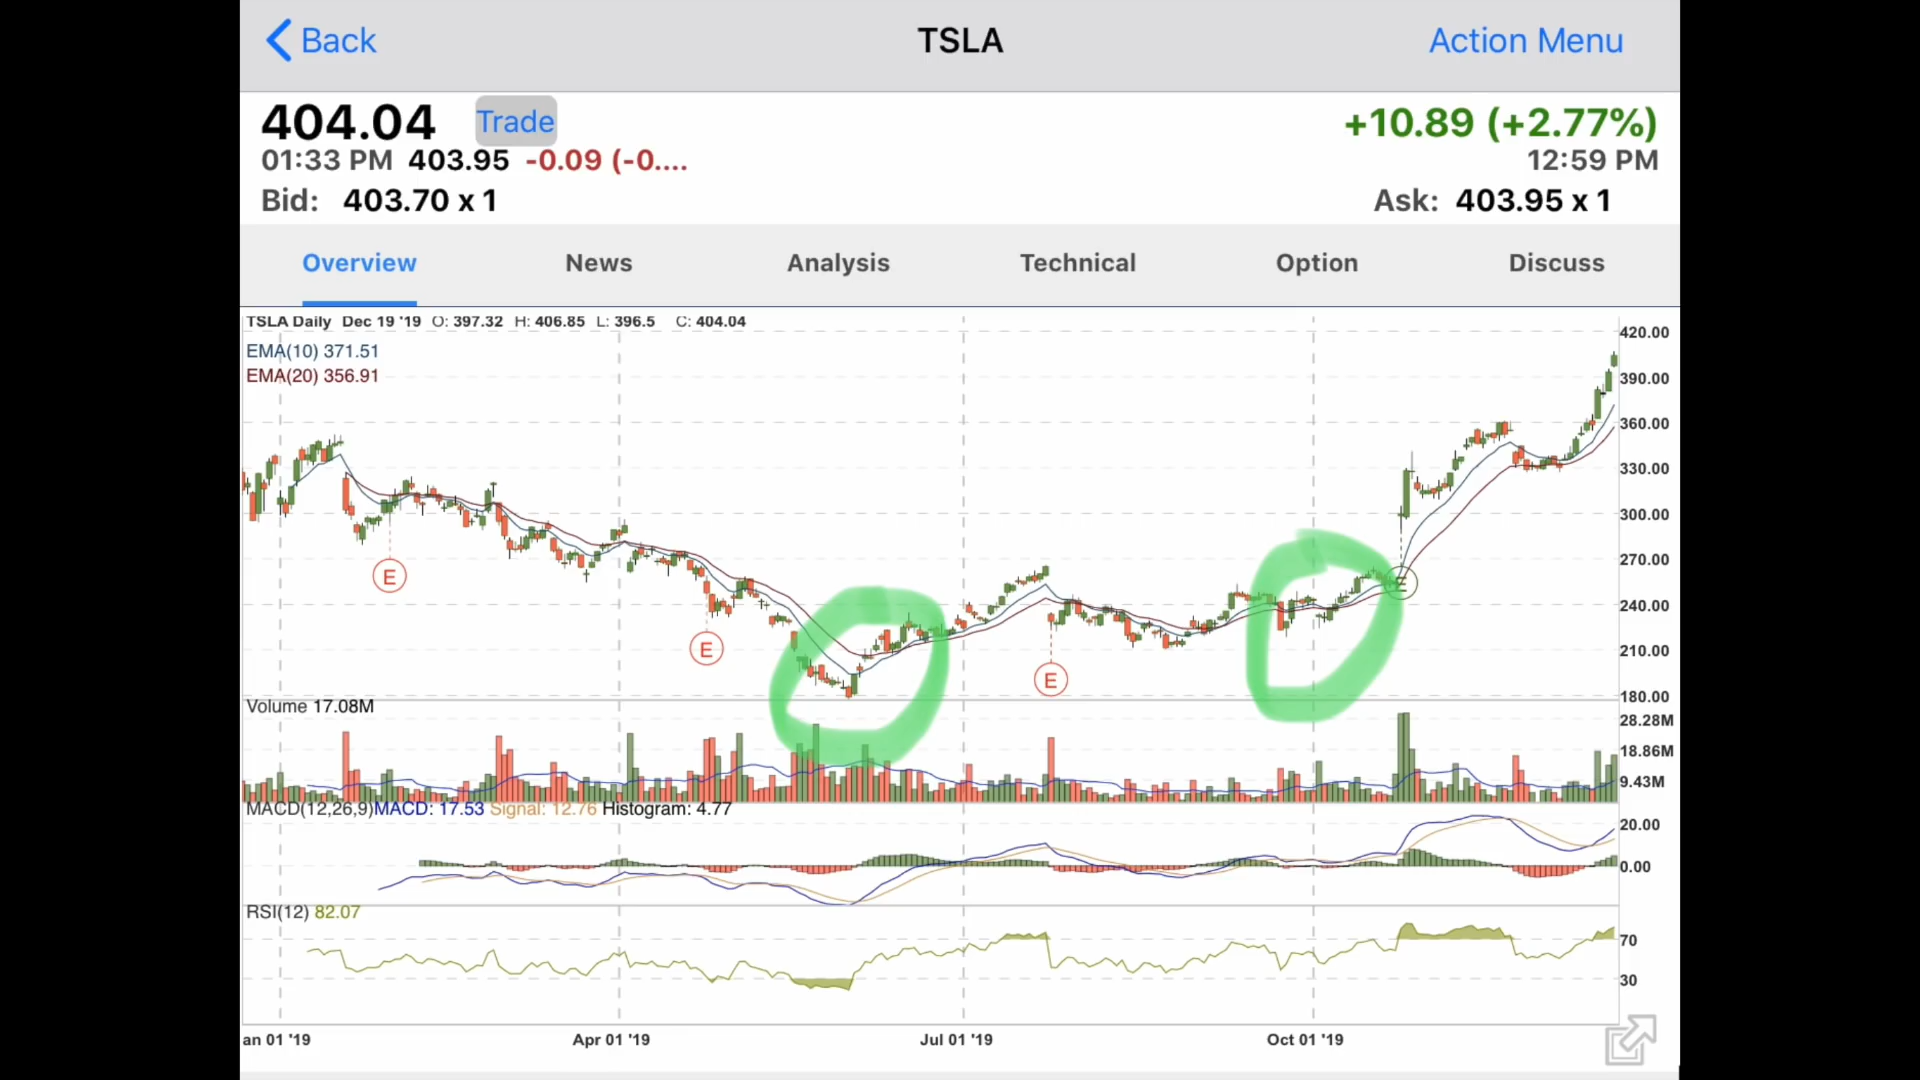 Back TSLA Action Menu
404.04 Trade +10.89 (+2.77%)
01:33 PM 403.95 -0.09 (-0.... 12:59 PM
Bid: 403.70 x 1 Ask: 403.95 x 1
Overview News Analysis Technical Option Discuss
TSLA Daily Dec 19 '19 O: 397.32 H: 406.85 L: 396.5 C: 404.04
420.00
EMA(10) 371.51
EMA(20) 356.91
390.00
360.00
330.00
300.00
270.00
E
E
240.00
E
210.00
E
180.00
Volume 17.08M
28.28M
18.86M
9.43M
MACD(12,26,9)MACD: 17.53 Signal: 12.76 Histogram: 4.77
20.00
0.00
RSI(12) 82.07
70
30
an 01 '19 Apr 01 '19 Jul 01 '19 Oct 01 '19